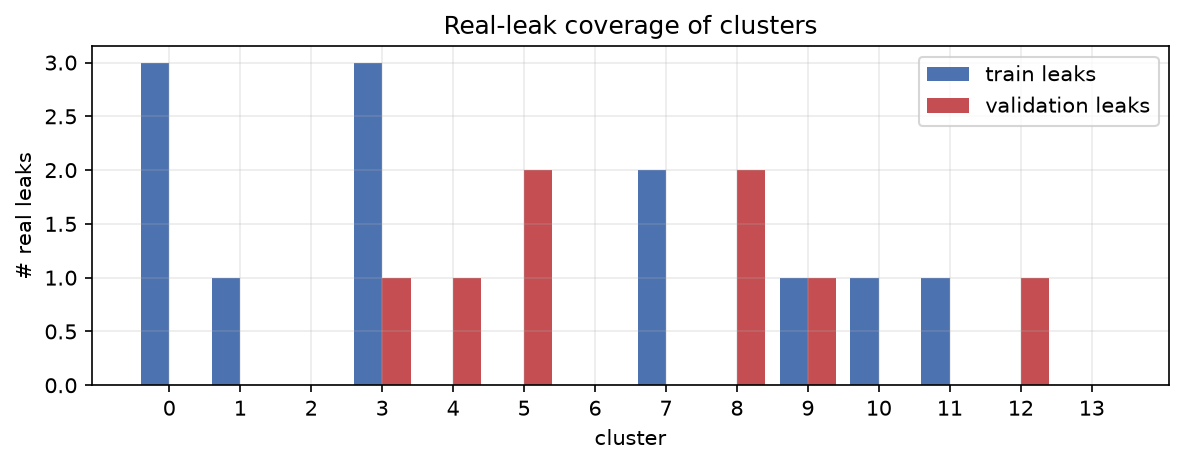 Real-leak coverage of clusters
train leaks
validation leaks
# real leaks
3.0
2.5
2.0
1.5
1.0
0.5
0.0
0 1 2 3 4 5 6 7 8 9 10 11 12 13
cluster